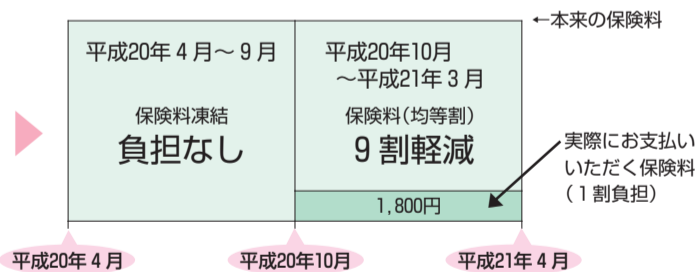 ←本来の保険料
平成20年4月～9月
保険料凍結
負担なし
平成20年10月
～平成21年3月
保険料（均等割）
9割軽減
1,800円
実際にお支払い
いただく保険料
（1割負担）
平成20年4月
平成20年10月
平成21年4月